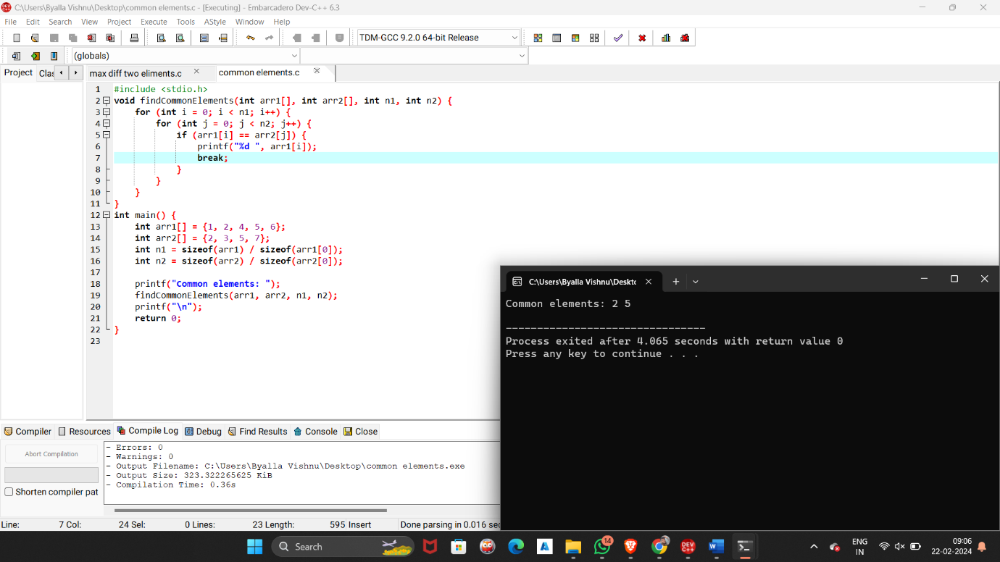 C:\Users\Byalla Vishnu\Desktop\common elements.c - [Executing] - Embarcadero Dev-C++ 6.3
File Edit Search View Project Execute Tools AStyle Window Help
TDM-GCC 9.2.0 64-bit Release
(globals)
Project Clas max diff two eliments.c common elements.c
1 #include <stdio.h>
2 void findCommonElements(int arr1[], int arr2[], int n1, int n2) {
3     for (int i = 0; i < n1; i++) {
4         for (int j = 0; j < n2; j++) {
5             if (arr1[i] == arr2[j]) {
6                 printf("%d ", arr1[i]);
7                 break;
8             }
9         }
10     }
11 }
12 int main() {
13     int arr1[] = {1, 2, 4, 5, 6};
14     int arr2[] = {2, 3, 5, 7};
15     int n1 = sizeof(arr1) / sizeof(arr1[0]);
16     int n2 = sizeof(arr2) / sizeof(arr2[0]);
17
18     printf("Common elements: ");
19     findCommonElements(arr1, arr2, n1, n2);
20     printf("\n");
21     return 0;
22 }
23
C:\Users\Byalla Vishnu\Deskto
Common elements: 2 5
--------------------------------
Process exited after 4.065 seconds with return value 0
Press any key to continue . . .
Compiler Resources Compile Log Debug Find Results Console Close
Abort Compilation
Shorten compiler pat
- Errors: 0
- Warnings: 0
- Output Filename: C:\Users\Byalla Vishnu\Desktop\common elements.exe
- Output Size: 323.322265625 KiB
- Compilation Time: 0.36s
Line: 7 Col: 24 Sel: 0 Lines: 23 Length: 595 Insert Done parsing in 0.016 sec
Search
14
DEV C++
ENG
IN
09:06
22-02-2024